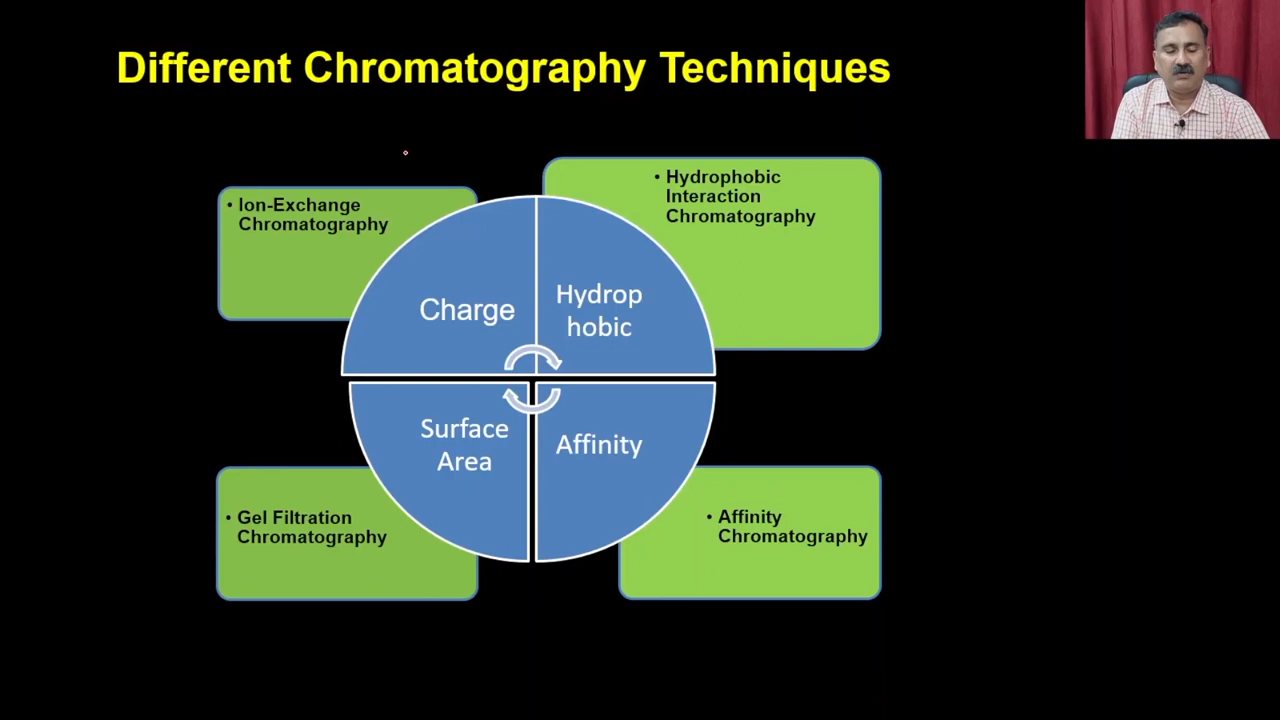 Different Chromatography Techniques
• Ion-Exchange
Chromatography
• Hydrophobic
Interaction
Chromatography
Charge
Hydrop
hobic
Surface
Area
Affinity
• Gel Filtration
Chromatography
• Affinity
Chromatography